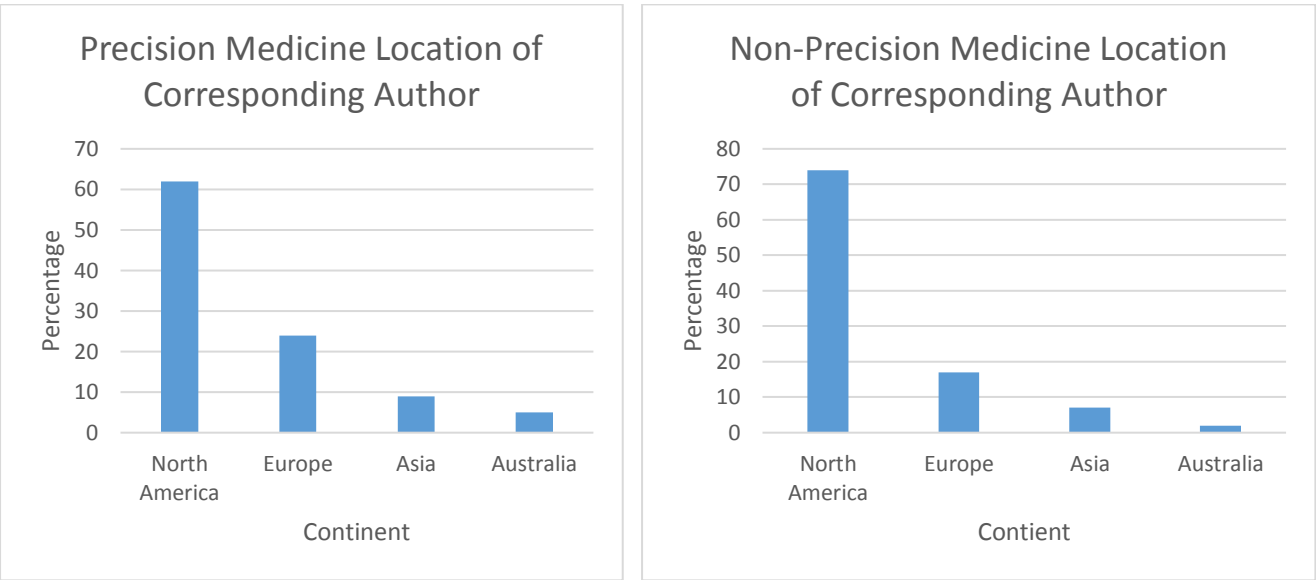 Precision Medicine Location of
Corresponding Author
70
60
50
40
30
20
10
0
Percentage
North
America
Europe
Asia
Australia
Continent
Non-Precision Medicine Location
of Corresponding Author
80
70
60
50
40
30
20
10
0
Percentage
North
America
Europe
Asia
Australia
Contient